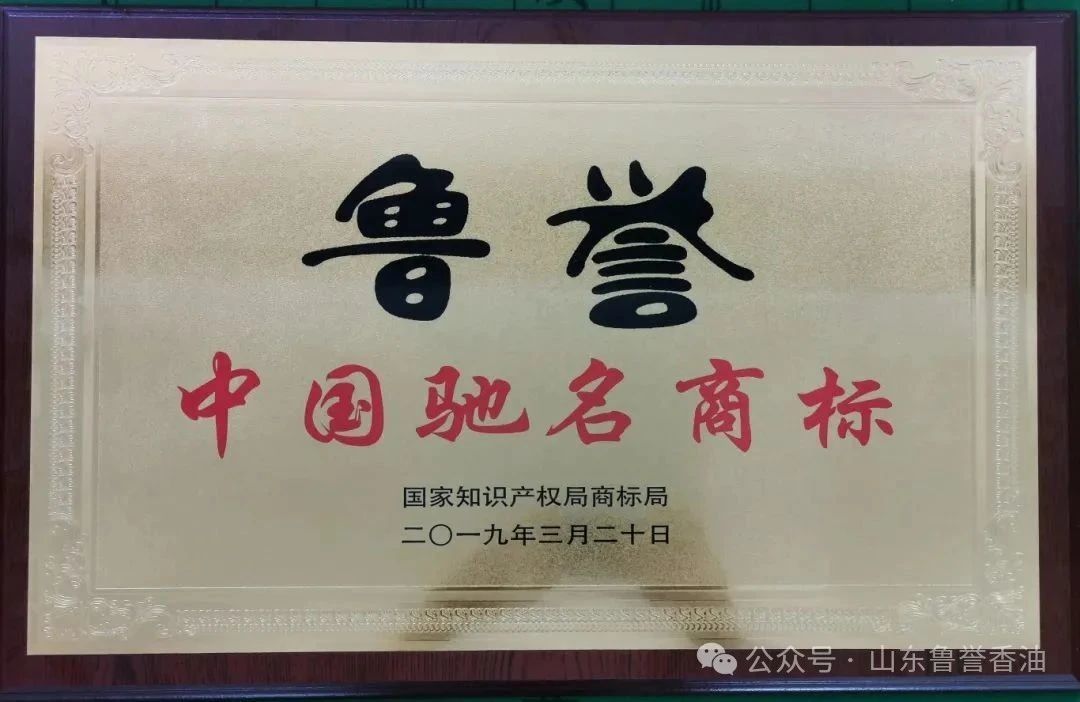 鲁誉
中国驰名商标
国家知识产权局商标局
二〇一九年三月二十日
公众号·山东鲁誉香油